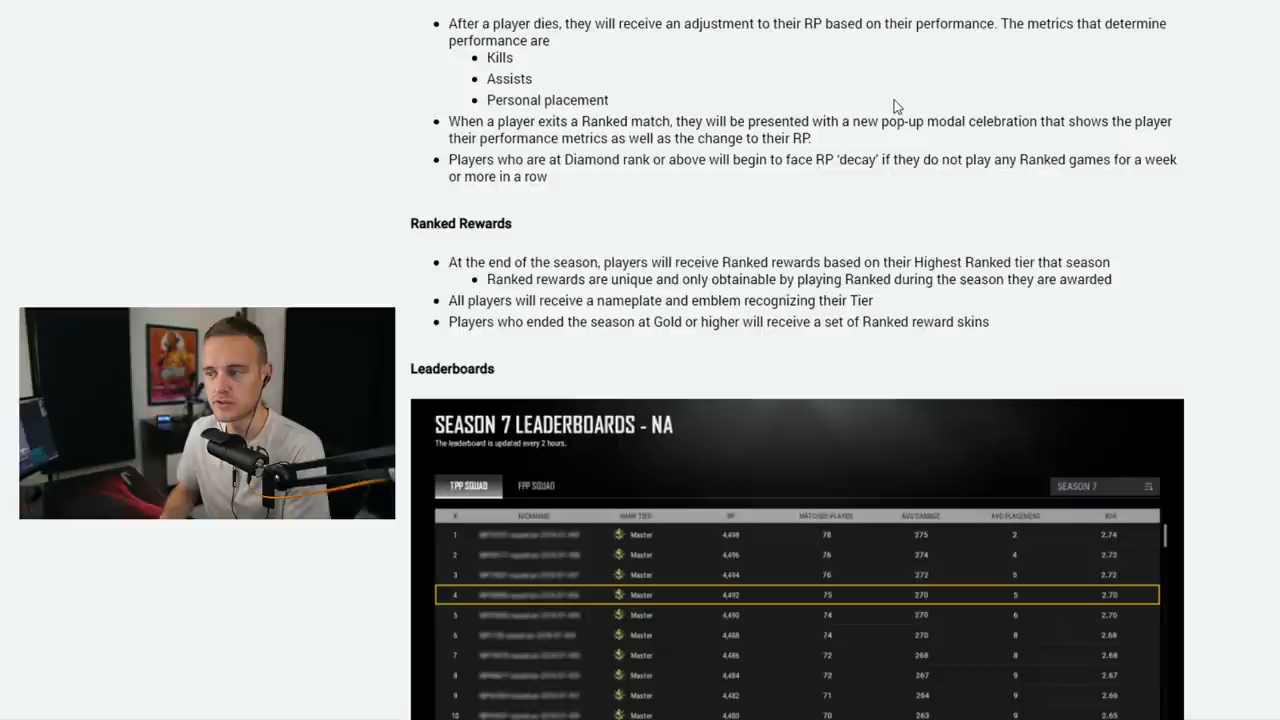 After a player dies, they will receive an adjustment to their RP based on their performance. The metrics that determine
performance are
Kills
Assists
Personal placement
When a player exits a Ranked match, they will be presented with a new pop-up modal celebration that shows the player
their performance metrics as well as the change to their RP.
Players who are at Diamond rank or above will begin to face RP 'decay' if they do not play any Ranked games for a week
or more in a row
Ranked Rewards
At the end of the season, players will receive Ranked rewards based on their Highest Ranked tier that season
Ranked rewards are unique and only obtainable by playing Ranked during the season they are awarded
All players will receive a nameplate and emblem recognizing their Tier
Players who ended the season at Gold or higher will receive a set of Ranked reward skins
Leaderboards
SEASON 7 LEADERBOARDS - NA
The leaderboard is updated every 2 hours.
TPP SQUAD FPP SQUAD SEASON 7
# NICKNAME RANK TIER RP MATCHES PLAYED AVG DAMAGE AVG PLACEMENT KDA
1 Master 4,498 78 275 2 2.74
2 Master 4,496 76 274 4 2.72
3 Master 4,494 76 272 5 2.72
4 Master 4,492 75 270 5 2.70
5 Master 4,490 74 270 6 2.70
6 Master 4,488 74 270 8 2.68
7 Master 4,486 72 268 8 2.68
8 Master 4,484 72 267 9 2.67
9 Master 4,482 71 264 9 2.66
10 Master 4,480 70 263 9 2.65